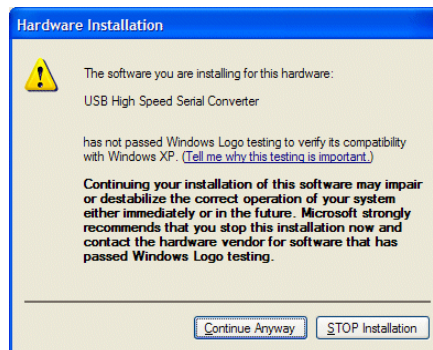 Hardware Installation
The software you are installing for this hardware:
USB High Speed Serial Converter
has not passed Windows Logo testing to verify its compatibility
with Windows XP. (Tell me why this testing is important.)
Continuing your installation of this software may impair
or destabilize the correct operation of your system
either immediately or in the future. Microsoft strongly
recommends that you stop this installation now and
contact the hardware vendor for software that has
passed Windows Logo testing.
Continue Anyway
STOP Installation